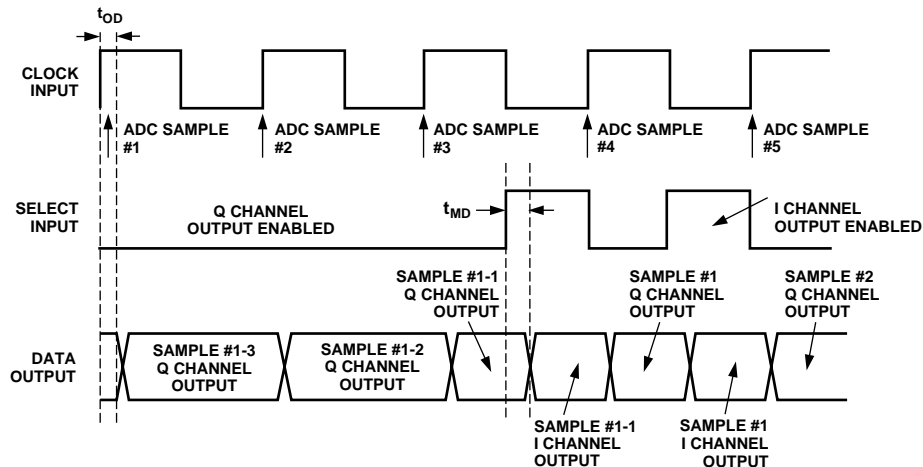 tOD
CLOCK
INPUT
ADC SAMPLE
#1
ADC SAMPLE
#2
ADC SAMPLE
#3
ADC SAMPLE
#4
ADC SAMPLE
#5
SELECT
INPUT
Q CHANNEL
OUTPUT ENABLED
tMD
I CHANNEL
OUTPUT ENABLED
SAMPLE #1-1
Q CHANNEL
OUTPUT
SAMPLE #1
Q CHANNEL
OUTPUT
SAMPLE #2
Q CHANNEL
OUTPUT
DATA
OUTPUT
SAMPLE #1-3
Q CHANNEL
OUTPUT
SAMPLE #1-2
Q CHANNEL
OUTPUT
SAMPLE #1-1
I CHANNEL
OUTPUT
SAMPLE #1
I CHANNEL
OUTPUT